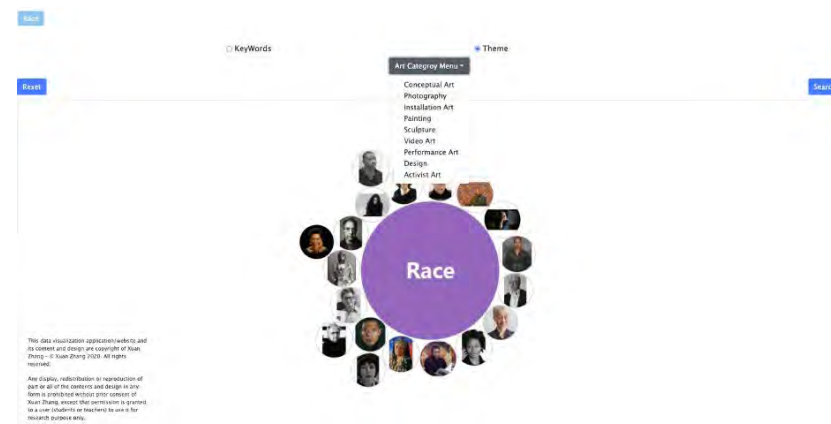 Race
KeyWords
Theme
Art Categroy Menu
Reset
Searc
Conceptual Art
Photography
Installation Art
Painting
Sculpture
Video Art
Performance Art
Design
Activist Art
Race
This data visualization application/website and
its content and design are copyright of Xuan
Zhang - © Xuan Zhang 2020. All rights
reserved.
Any display, redistribution or reproduction of
part or all of the contents and design in any
form is prohibited without prior consent of
Xuan Zhang, except that permission is granted
to a user (students or teachers) to use it for
research purpose only.